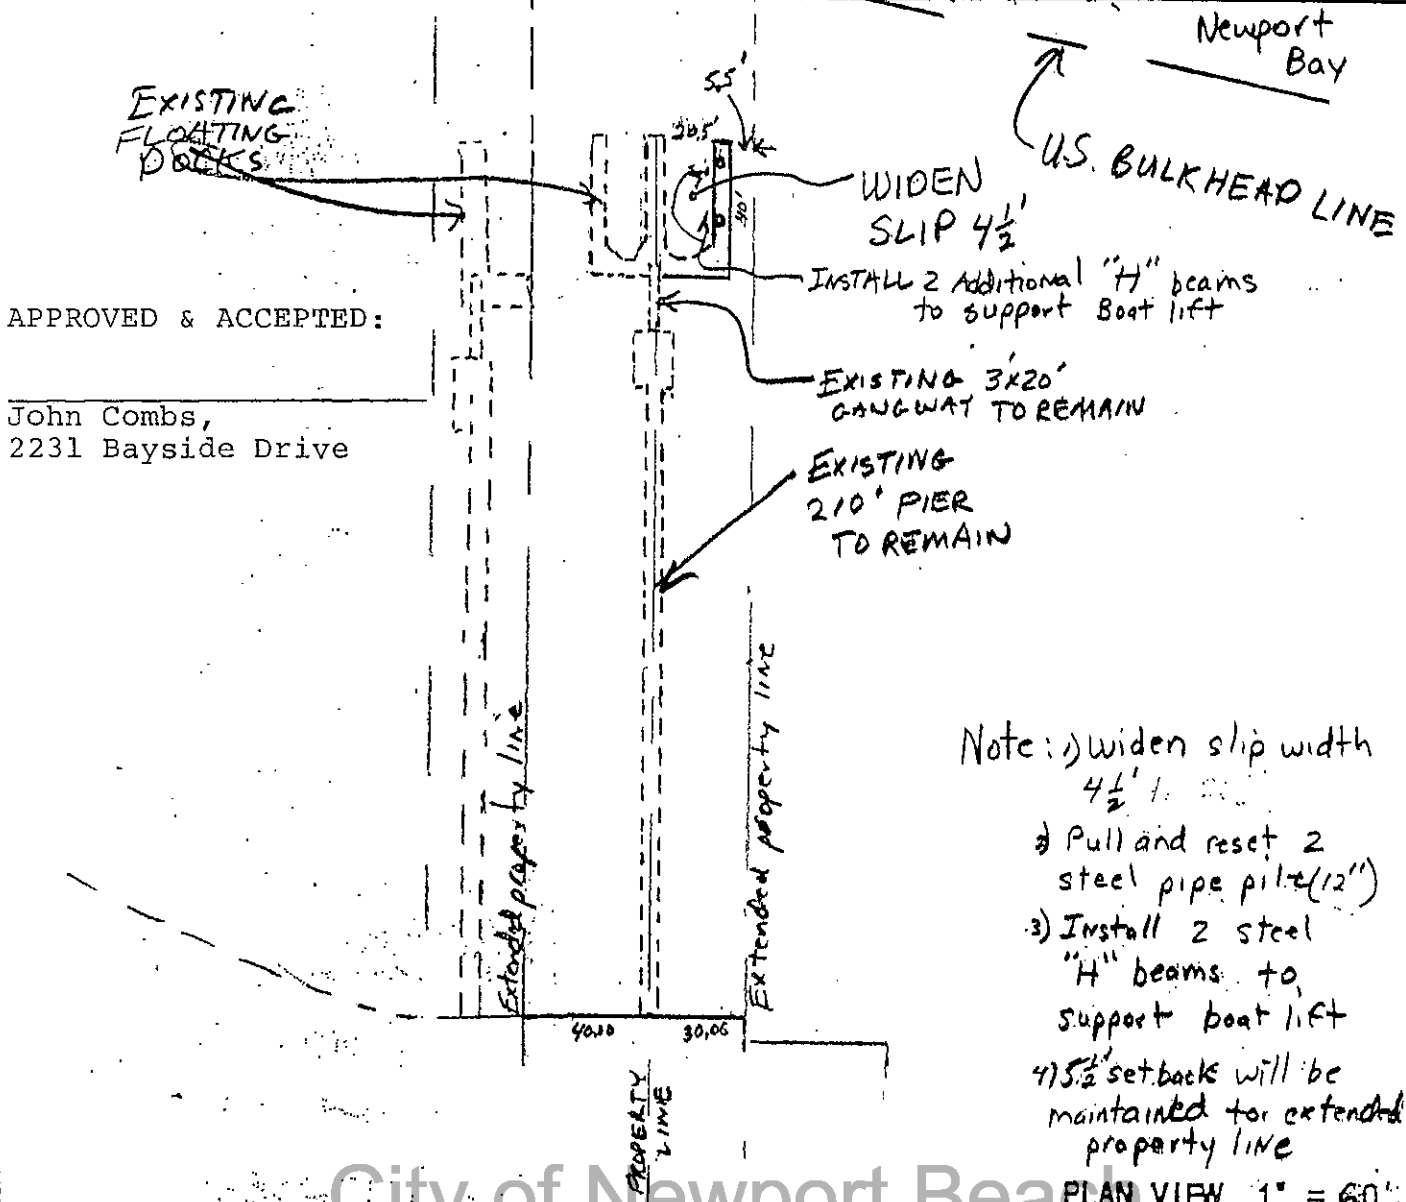 Newport
Bay
U.S. BULKHEAD LINE
EXISTING
FLOATING
DOCKS
5.5'
20.5'
40'
WIDEN
SLIP 4½'
INSTALL 2 Additional "H" beams
to support Boat lift
APPROVED & ACCEPTED:
John Combs,
2231 Bayside Drive
EXISTING 3'x20'
GANGWAY TO REMAIN
EXISTING
210' PIER
TO REMAIN
Extended property line
Extended property line
40.10
30.06
PROPERTY
LINE
Note: 1) widen slip width
4½'
2) Pull and reset 2
steel pipe pile (12")
3) Install 2 steel
"H" beams to
support boat lift
4) 5½' setback will be
maintained for extended
property line
PLAN VIEW 1" = 60'
City of Newport Beach